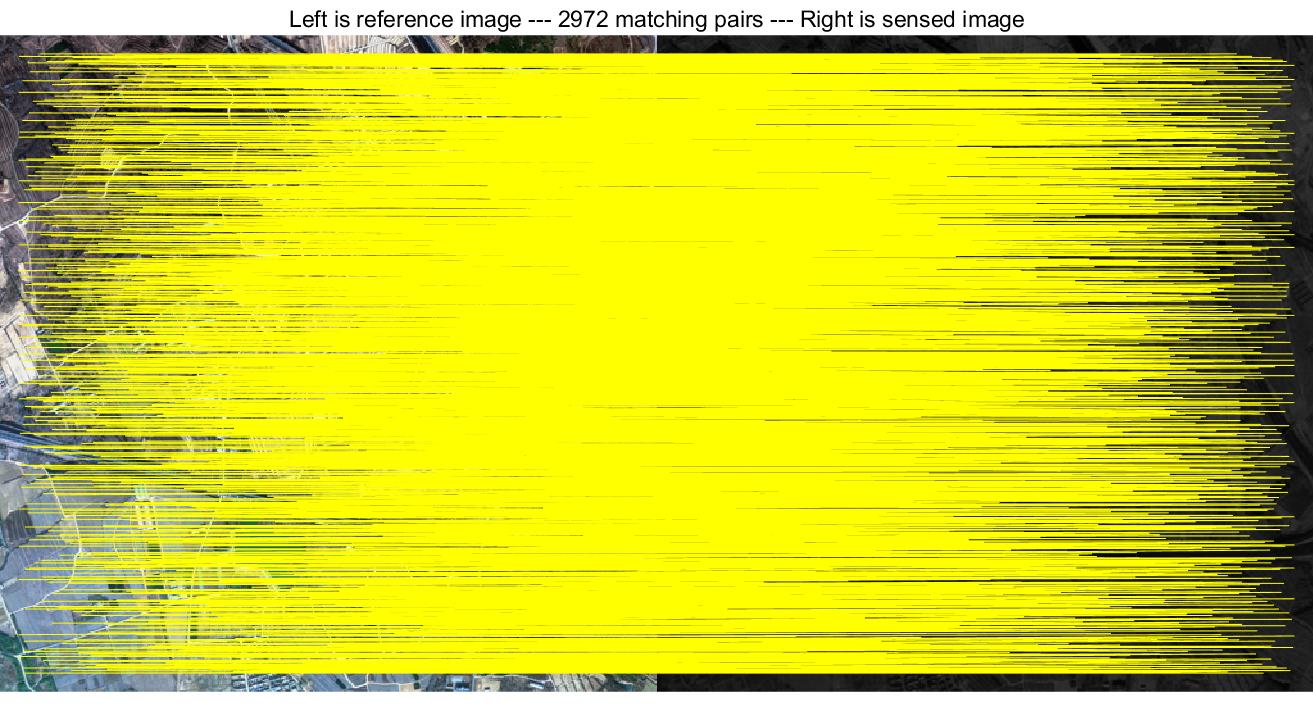 Left is reference image --- 2972 matching pairs --- Right is sensed image